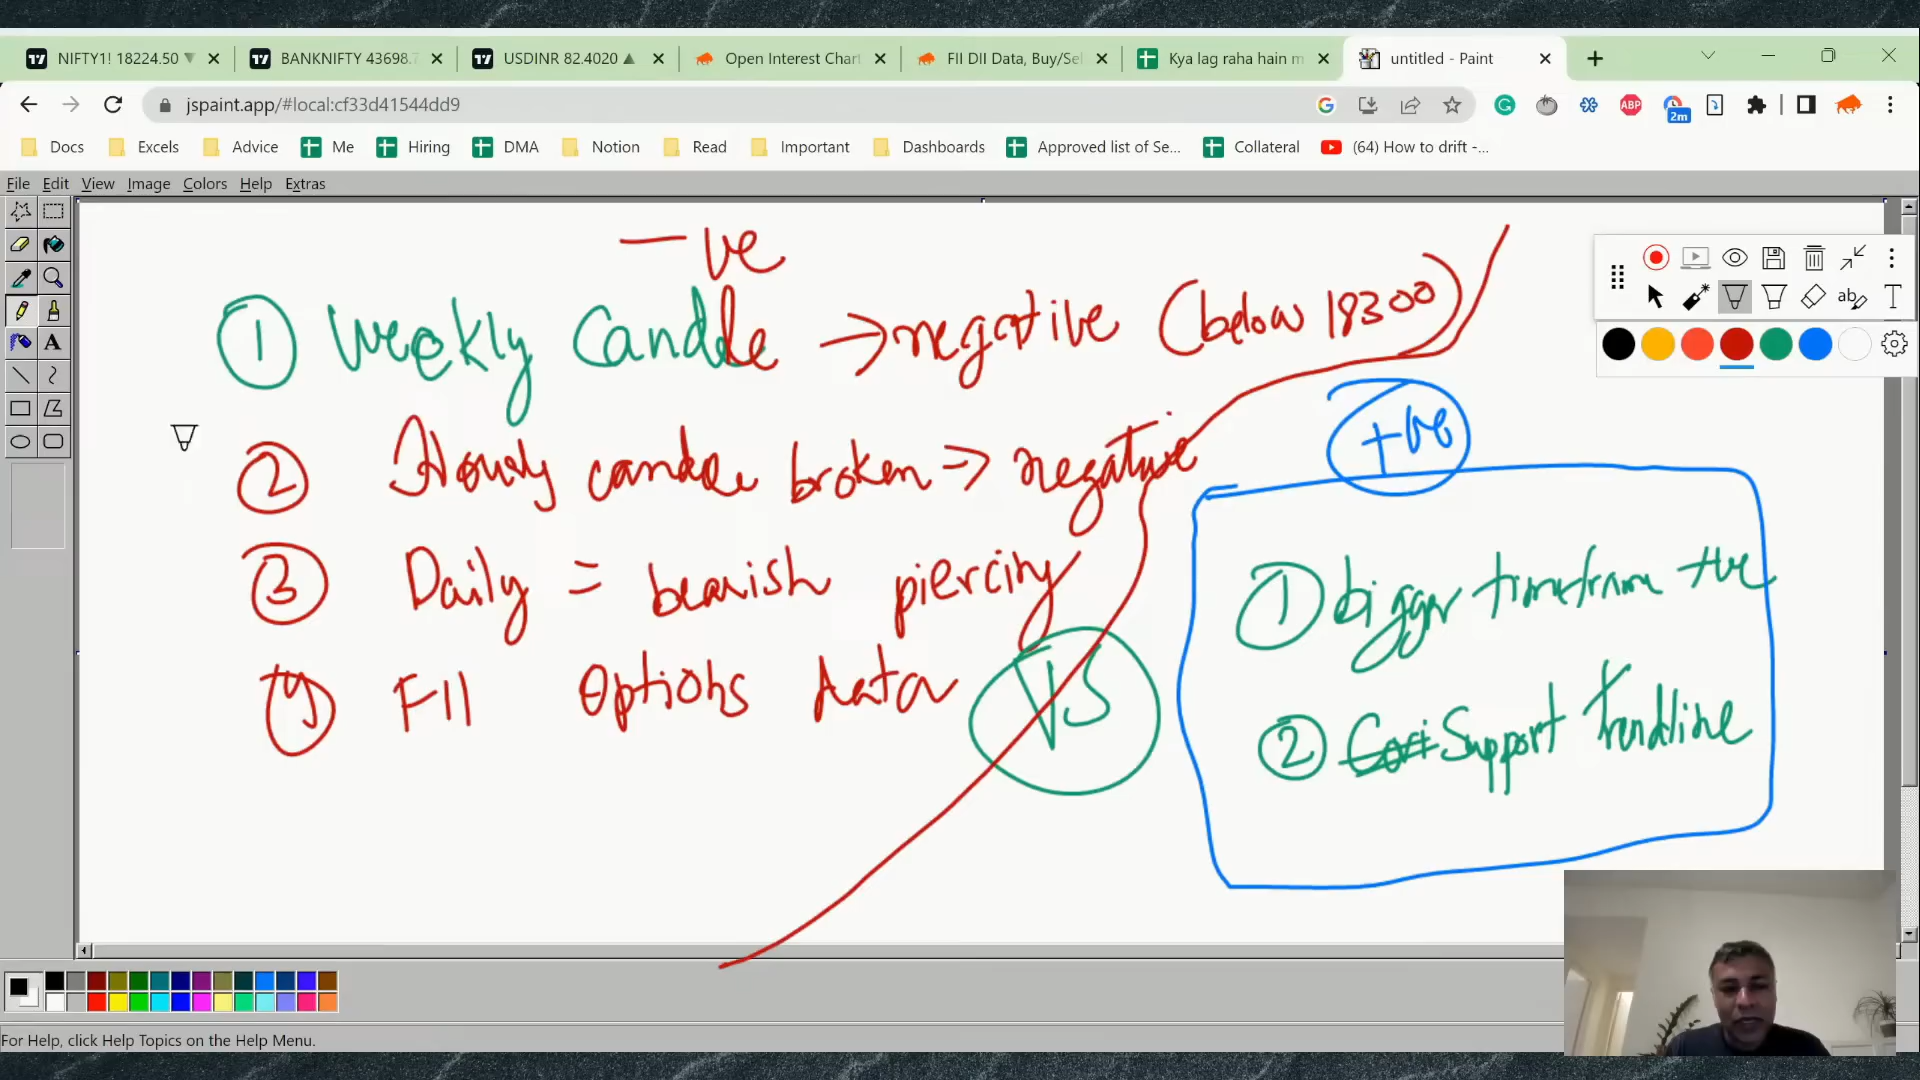 NIFTY1! 18224.50 ▼
BANKNIFTY 43698.7
USDINR 82.4020 ▲
Open Interest Chart
FII DII Data, Buy/Sel
Kya lag raha hain m
untitled - Paint
jspaint.app/#local:cf33d41544dd9
ABP
2m
Docs
Excels
Advice
Me
Hiring
DMA
Notion
Read
Important
Dashboards
Approved list of Se...
Collateral
(64) How to drift -...
File Edit View Image Colors Help Extras
-ve
① Weekly Candle → negative (below 18300)
② Hourly candle broken => negative
③ Daily = bearish piercing
④ FII Options data
VS
+ve
① bigger timeframe +ve
② Support Trendline
For Help, click Help Topics on the Help Menu.